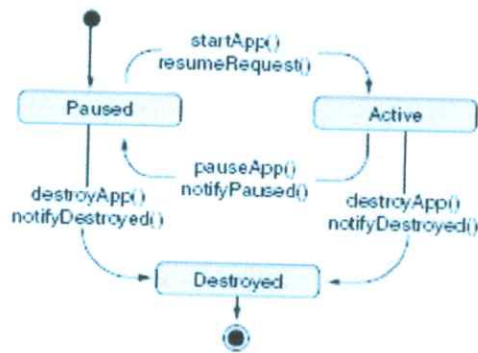 startApp()
resumeRequest()
Paused
Active
pauseApp()
notifyPaused()
destroyApp()
notifyDestroyed()
destroyApp()
notifyDestroyed()
Destroyed